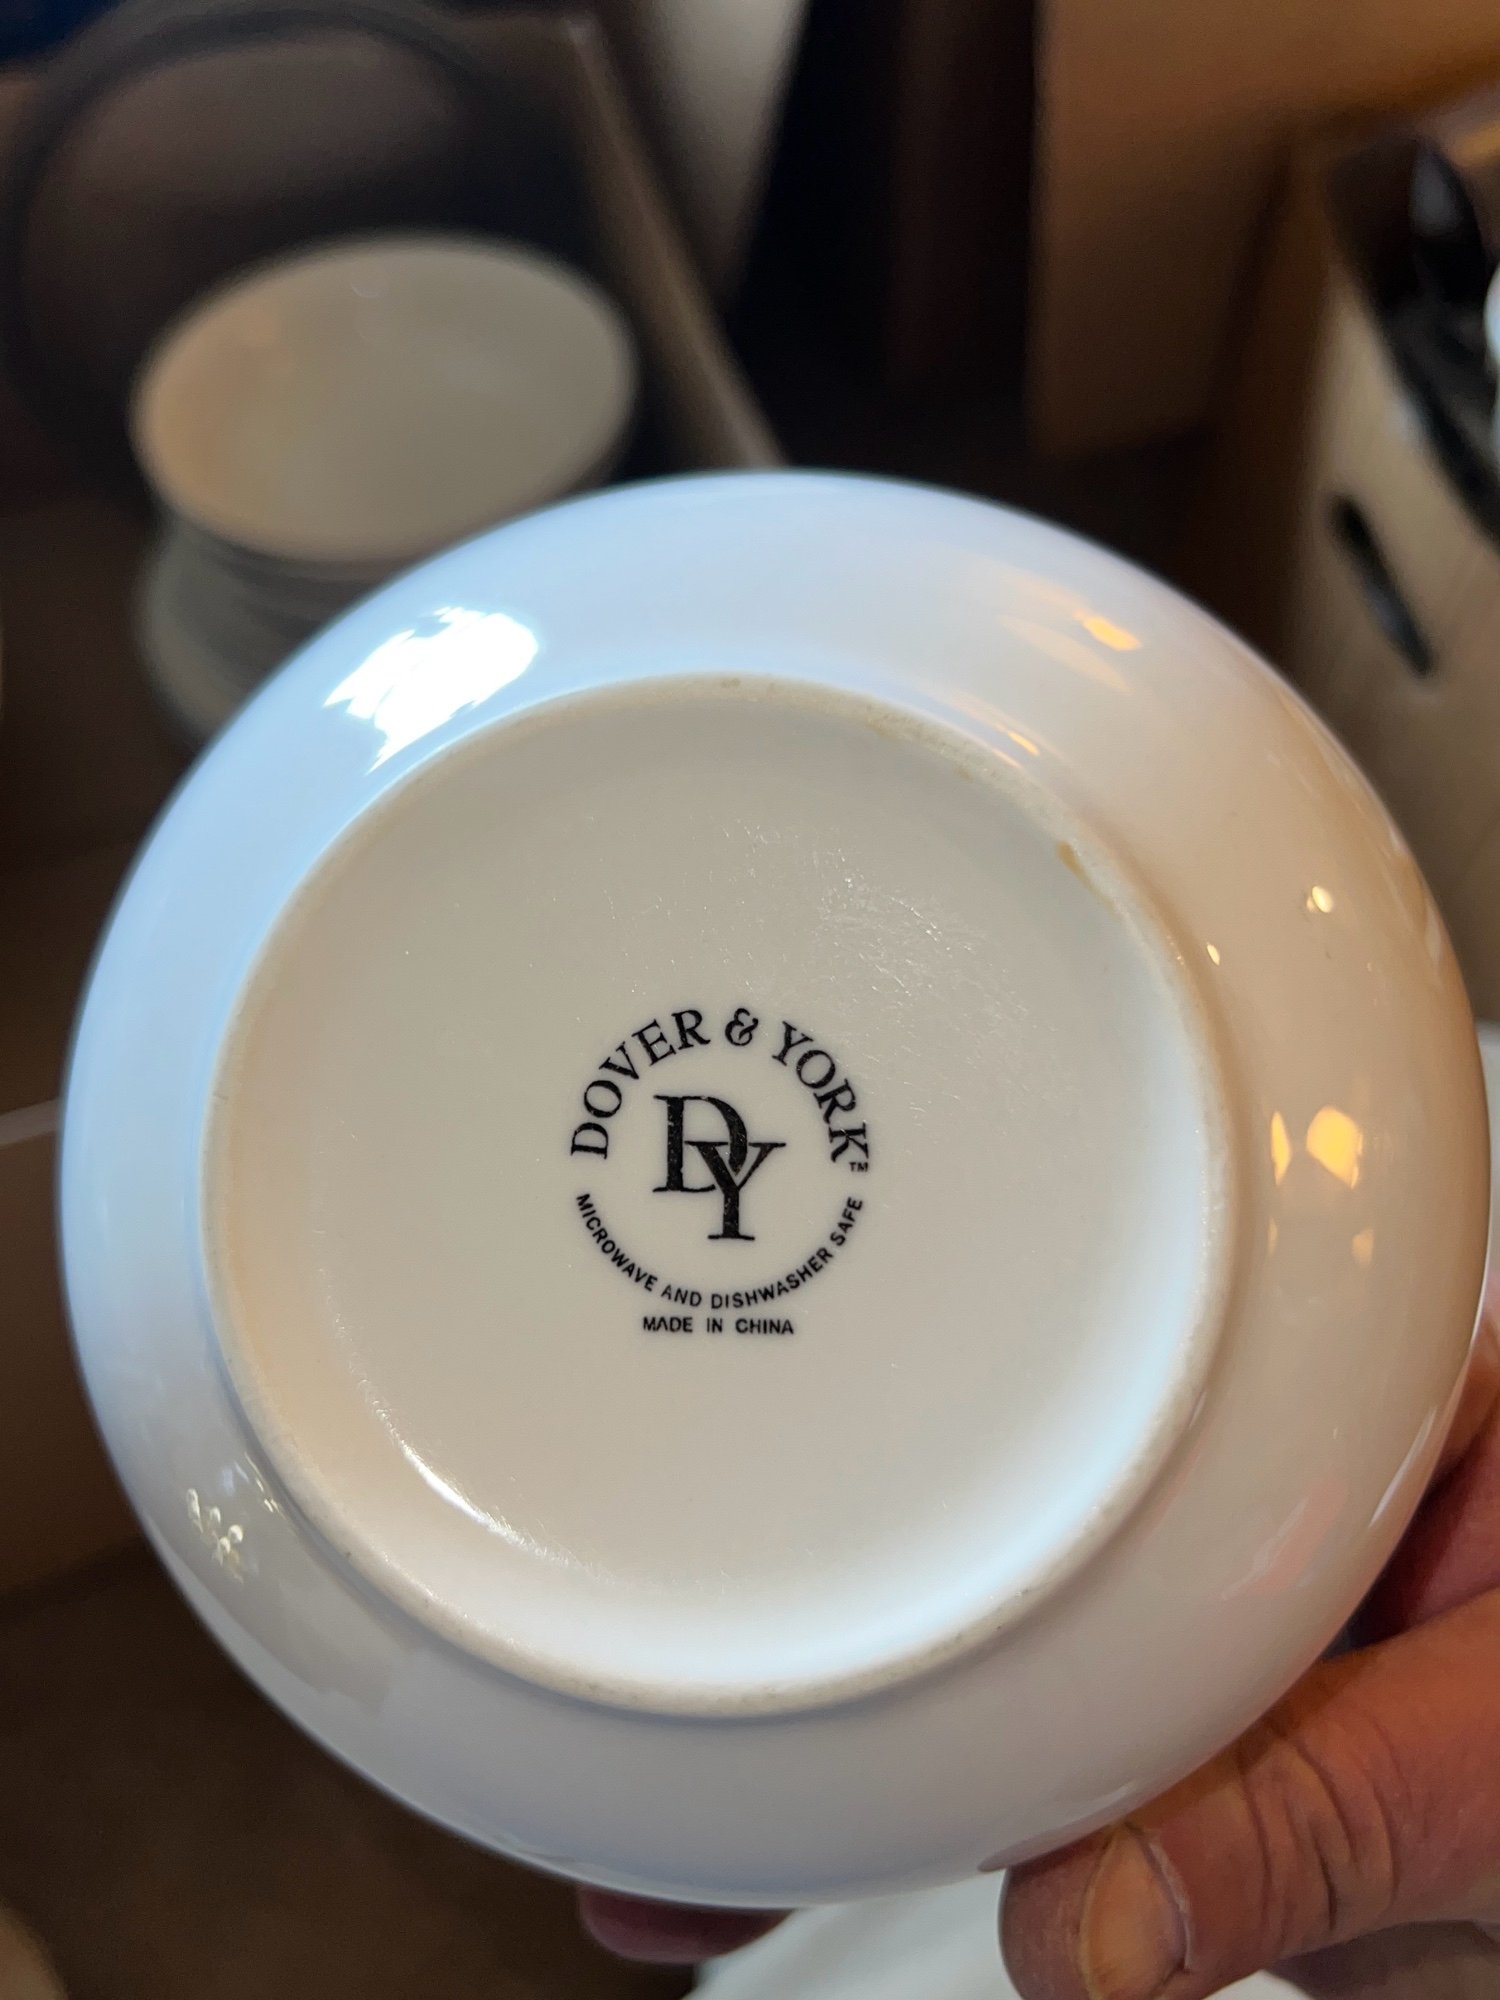 DOVER & YORK™
DY
MICROWAVE AND DISHWASHER SAFE
MADE IN CHINA